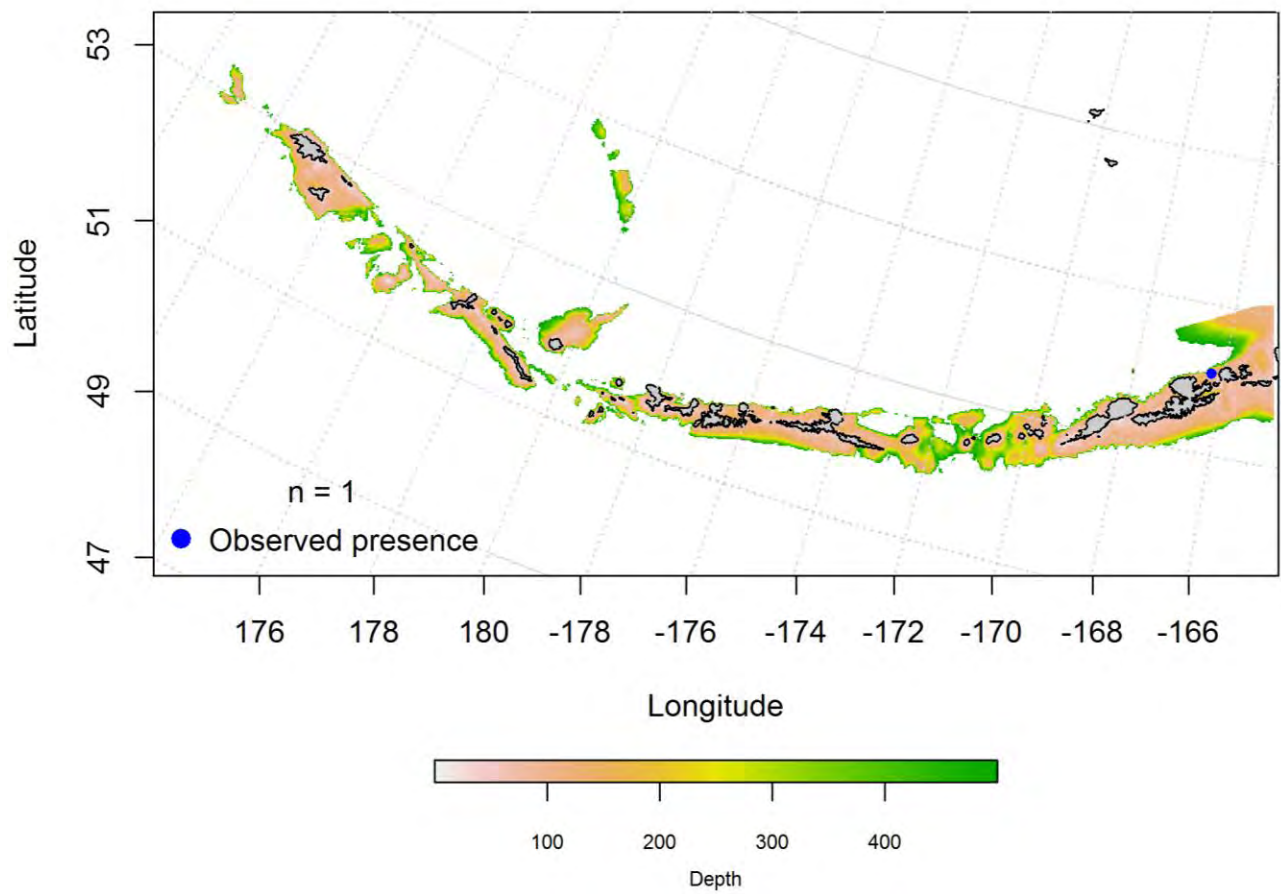 53
51
49
47
Latitude
n = 1
Observed presence
176 178 180 -178 -176 -174 -172 -170 -168 -166
Longitude
100 200 300 400
Depth